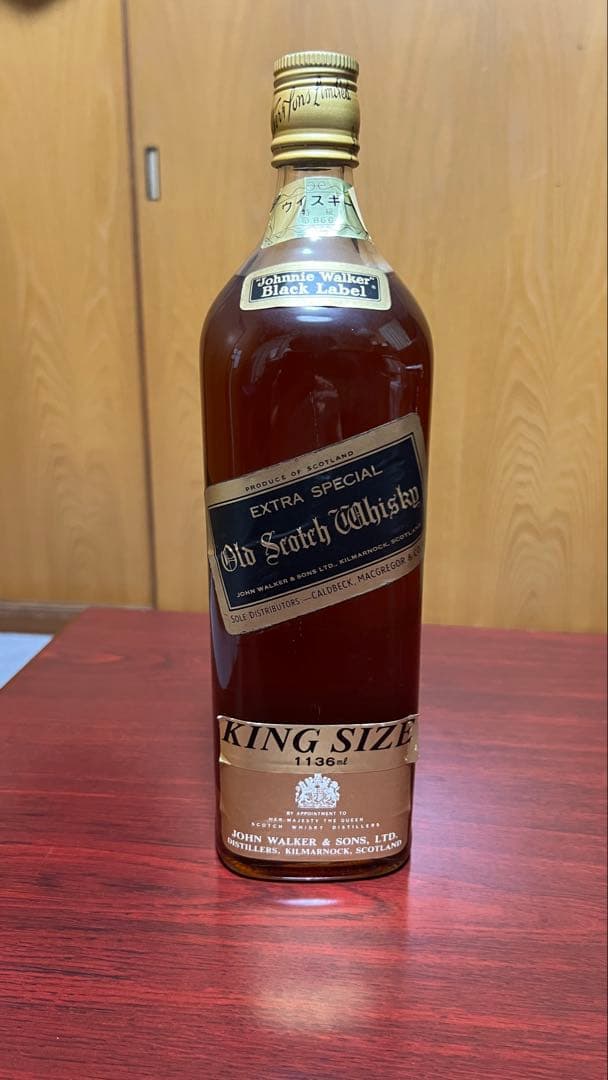 ウイスキー
特級
"Johnnie Walker"
Black Label
PRODUCE OF SCOTLAND
EXTRA SPECIAL
Old Scotch Whisky
JOHN WALKER & SONS LTD., KILMARNOCK, SCOTLAND
SOLE DISTRIBUTORS:—CALDBECK, MACGREGOR & CO
KING SIZE
1136㎖
BY APPOINTMENT TO
HER MAJESTY THE QUEEN
SCOTCH WHISKY DISTILLERS
JOHN WALKER & SONS, LTD.
DISTILLERS, KILMARNOCK, SCOTLAND